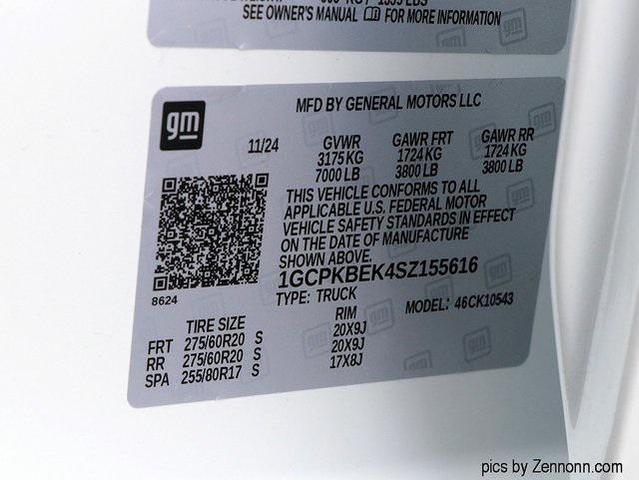 SEE OWNER'S MANUAL FOR MORE INFORMATION
gm
MFD BY GENERAL MOTORS LLC
11/24 GVWR GAWR FRT GAWR RR
3175 KG 1724 KG 1724 KG
7000 LB 3800 LB 3800 LB
THIS VEHICLE CONFORMS TO ALL
APPLICABLE U.S. FEDERAL MOTOR
VEHICLE SAFETY STANDARDS IN EFFECT
ON THE DATE OF MANUFACTURE
SHOWN ABOVE.
1GCPKBEK4SZ155616
8624
TYPE: TRUCK MODEL: 46CK10543
TIRE SIZE RIM
FRT 275/60R20 S 20X9J
RR 275/60R20 S 20X9J
SPA 255/80R17 S 17X8J
pics by Zennonn.com